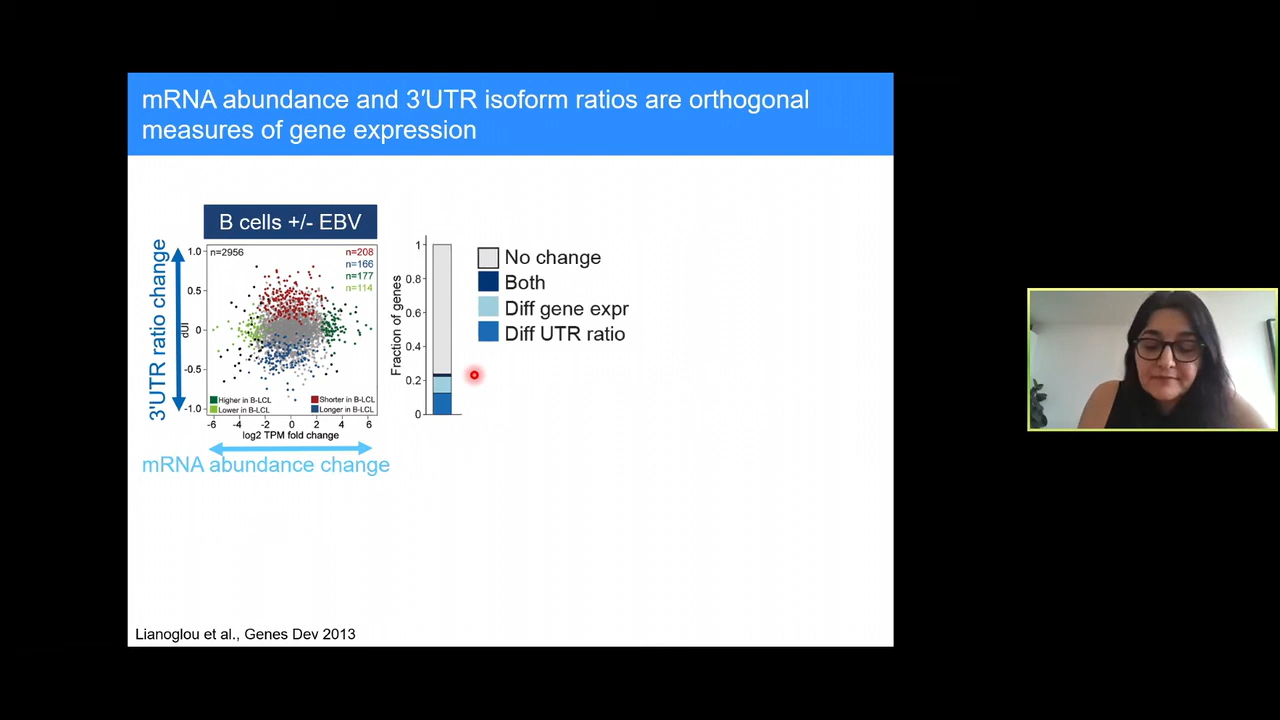 mRNA abundance and 3′UTR isoform ratios are orthogonal
measures of gene expression
B cells +/- EBV
3'UTR ratio change
dUI
1.0
0.5
0
-0.5
-1.0
n=2956
n=208
n=166
n=177
n=114
Higher in B-LCL
Lower in B-LCL
Shorter in B-LCL
Longer in B-LCL
-6 -4 -2 0 2 4 6
log2 TPM fold change
mRNA abundance change
Fraction of genes
1
0.8
0.6
0.4
0.2
0
No change
Both
Diff gene expr
Diff UTR ratio
Lianoglou et al., Genes Dev 2013